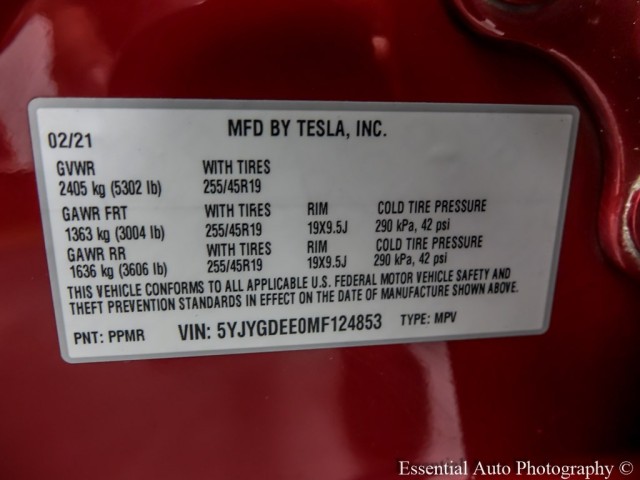 MFD BY TESLA, INC.
02/21
GVWR WITH TIRES
2405 kg (5302 lb) 255/45R19
GAWR FRT WITH TIRES RIM COLD TIRE PRESSURE
1363 kg (3004 lb) 255/45R19 19X9.5J 290 kPa, 42 psi
GAWR RR WITH TIRES RIM COLD TIRE PRESSURE
1636 kg (3606 lb) 255/45R19 19X9.5J 290 kPa, 42 psi
THIS VEHICLE CONFORMS TO ALL APPLICABLE U.S. FEDERAL MOTOR VEHICLE SAFETY AND
THEFT PREVENTION STANDARDS IN EFFECT ON THE DATE OF MANUFACTURE SHOWN ABOVE.
PNT: PPMR VIN: 5YJYGDEE0MF124853 TYPE: MPV
Essential Auto Photography ©